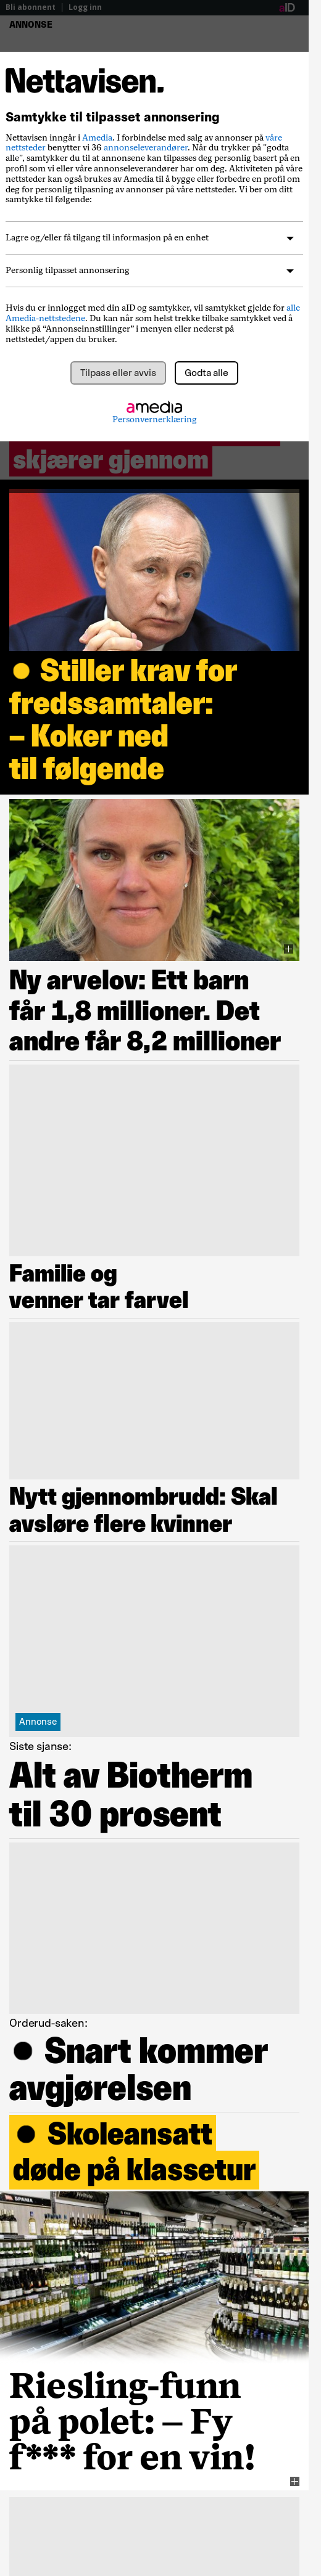 Bli abonnent | Logg inn
aID
ANNONSE
Nettavisen.
Samtykke til tilpasset annonsering
Nettavisen inngår i Amedia. I forbindelse med salg av annonser på våre
nettsteder benytter vi 36 annonseleverandører. Når du trykker på "godta
alle", samtykker du til at annonsene kan tilpasses deg personlig basert på en
profil som vi eller våre annonseleverandører har om deg. Aktiviteten på våre
nettsteder kan også brukes av Amedia til å bygge eller forbedre en profil om
deg for personlig tilpasning av annonser på våre nettsteder. Vi ber om ditt
samtykke til følgende:
Lagre og/eller få tilgang til informasjon på en enhet
Personlig tilpasset annonsering
Hvis du er innlogget med din aID og samtykker, vil samtykket gjelde for alle
Amedia-nettstedene. Du kan når som helst trekke tilbake samtykket ved å
klikke på “Annonseinnstillinger” i menyen eller nederst på
nettstedet/appen du bruker.
Tilpass eller avvis
Godta alle
amedia
Personvernerklæring
skjærer gjennom
Stiller krav for
fredssamtaler:
– Koker ned
til følgende
Ny arvelov: Ett barn
får 1,8 millioner. Det
andre får 8,2 millioner
Familie og
venner tar farvel
Nytt gjennombrudd: Skal
avsløre flere kvinner
Annonse
Siste sjanse:
Alt av Biotherm
til 30 prosent
Orderud-saken:
Snart kommer
avgjørelsen
Skoleansatt
døde på klassetur
SPANIA
Riesling-funn
på polet: – Fy
f*** for en vin!